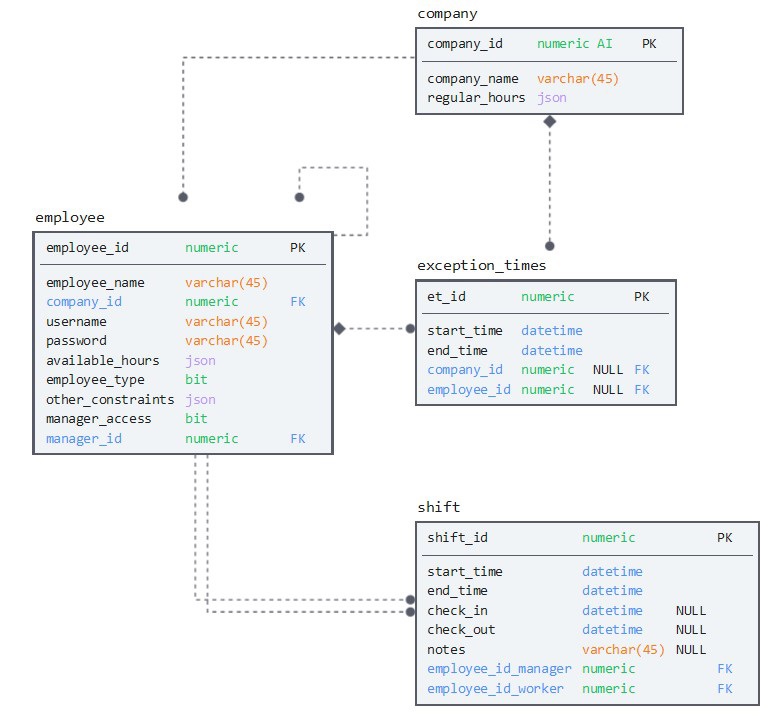 company
company_id numeric AI PK
company_name varchar(45)
regular_hours json
employee
employee_id numeric PK
employee_name varchar(45)
company_id numeric FK
username varchar(45)
password varchar(45)
available_hours json
employee_type bit
other_constraints json
manager_access bit
manager_id numeric FK
exception_times
et_id numeric PK
start_time datetime
end_time datetime
company_id numeric NULL FK
employee_id numeric NULL FK
shift
shift_id numeric PK
start_time datetime
end_time datetime
check_in datetime NULL
check_out datetime NULL
notes varchar(45) NULL
employee_id_manager numeric FK
employee_id_worker numeric FK